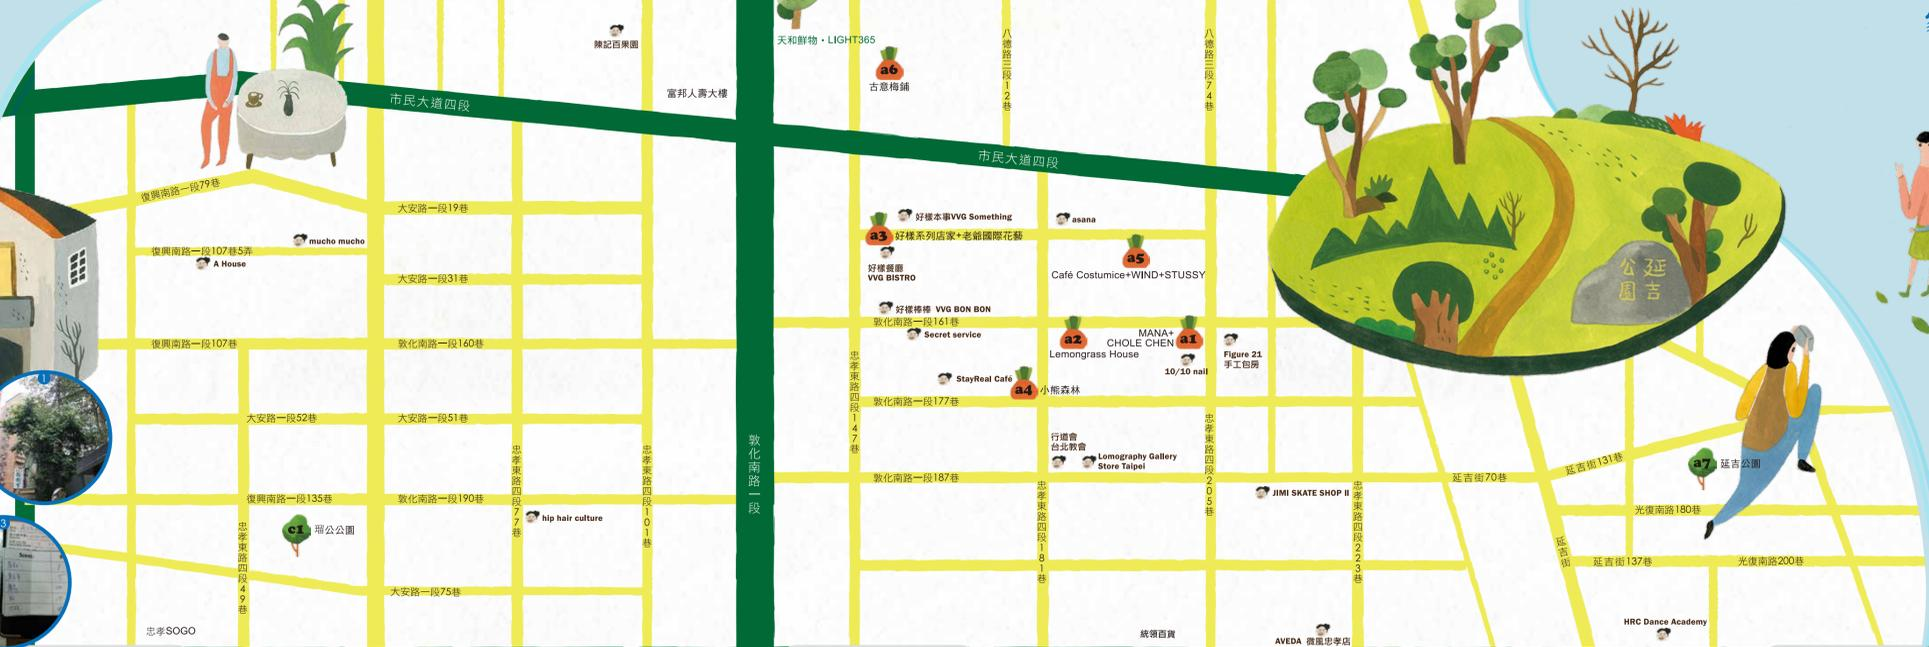 陳記百果園
天和鮮物・LIGHT365
a6
古意梅鋪
八德路三段12巷
八德路三段74巷
富邦人壽大樓
市民大道四段
市民大道四段
復興南路一段79巷
大安路一段19巷
mucho mucho
復興南路一段107巷5弄
A House
大安路一段31巷
好樣本事VVG Something
a3
好樣系列店家+老爺國際花藝
asana
好樣餐廳
VVG BISTRO
a5
Café Costumice+WIND+STUSSY
延吉
公園
好樣棒棒 VVG BON BON
敦化南路一段161巷
Secret service
a2
Lemongrass House
MANA+
CHOLE CHEN
a1
10/10 nail
Figure 21
手工包房
復興南路一段107巷
敦化南路一段160巷
StayReal Café
a4
小熊森林
忠孝東路四段147巷
敦化南路一段177巷
1
大安路一段52巷
大安路一段51巷
敦化南路一段
行道會
台北教會
Lomography Gallery
Store Taipei
忠孝東路四段205巷
敦化南路一段187巷
延吉街70巷
延吉街131巷
a7
延吉公園
復興南路一段135巷
敦化南路一段190巷
忠孝東路四段77巷
忠孝東路四段101巷
hip hair culture
JIMI SKATE SHOP II
忠孝東路四段181巷
忠孝東路四段223巷
光復南路180巷
3
c1
瑠公公園
忠孝東路四段49巷
延吉街
延吉街137巷
光復南路200巷
大安路一段75巷
忠孝SOGO
統領百貨
AVEDA 微風忠孝店
HRC Dance Academy